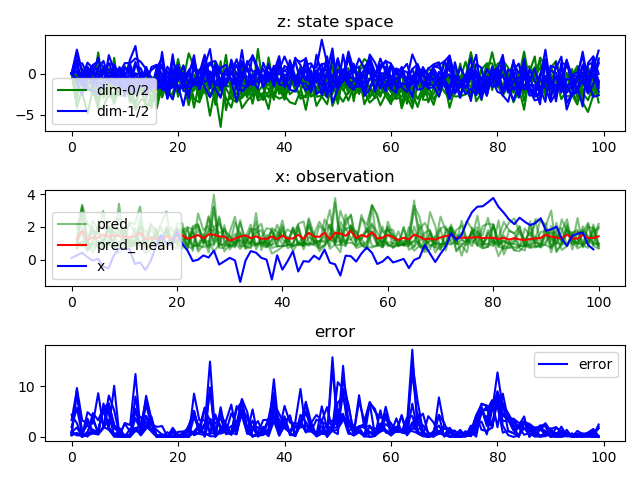 z: state space
0
−5
dim-0/2
dim-1/2
0
20
40
60
80
100
x: observation
4
2
0
pred
pred_mean
x
0
20
40
60
80
100
error
10
0
error
0
20
40
60
80
100